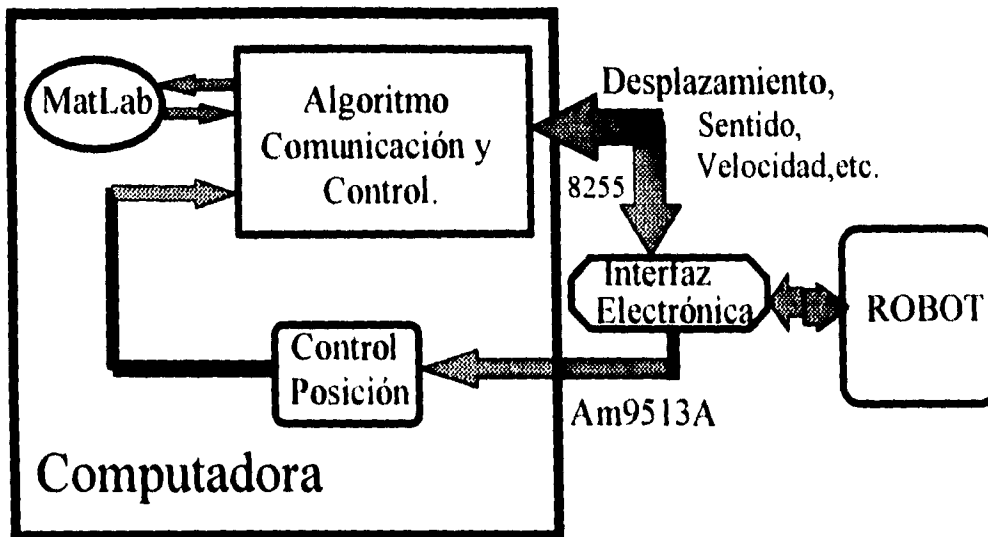 MatLab
Algoritmo
Comunicación y
Control.
Desplazamiento,
Sentido,
Velocidad,etc.
8255
Interfaz
Electrónica
ROBOT
Control
Posición
Am9513A
Computadora